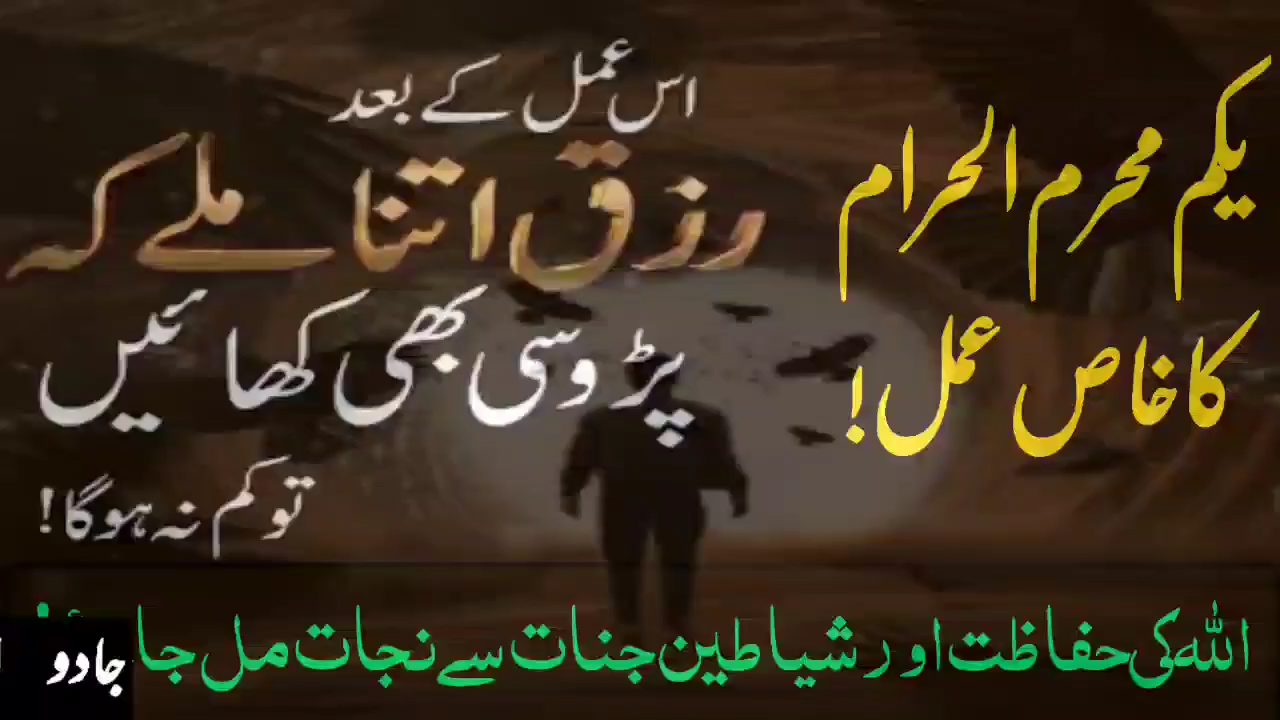 یکم محرم الحرام
کا خاص عمل!
اس عمل کے بعد
رزق اتنا ملے کہ
پڑوسی بھی کھائیں
تو کم نہ ہوگا!
اللہ کی حفاظت اور شیاطین جنات سے نجات مل
جادو